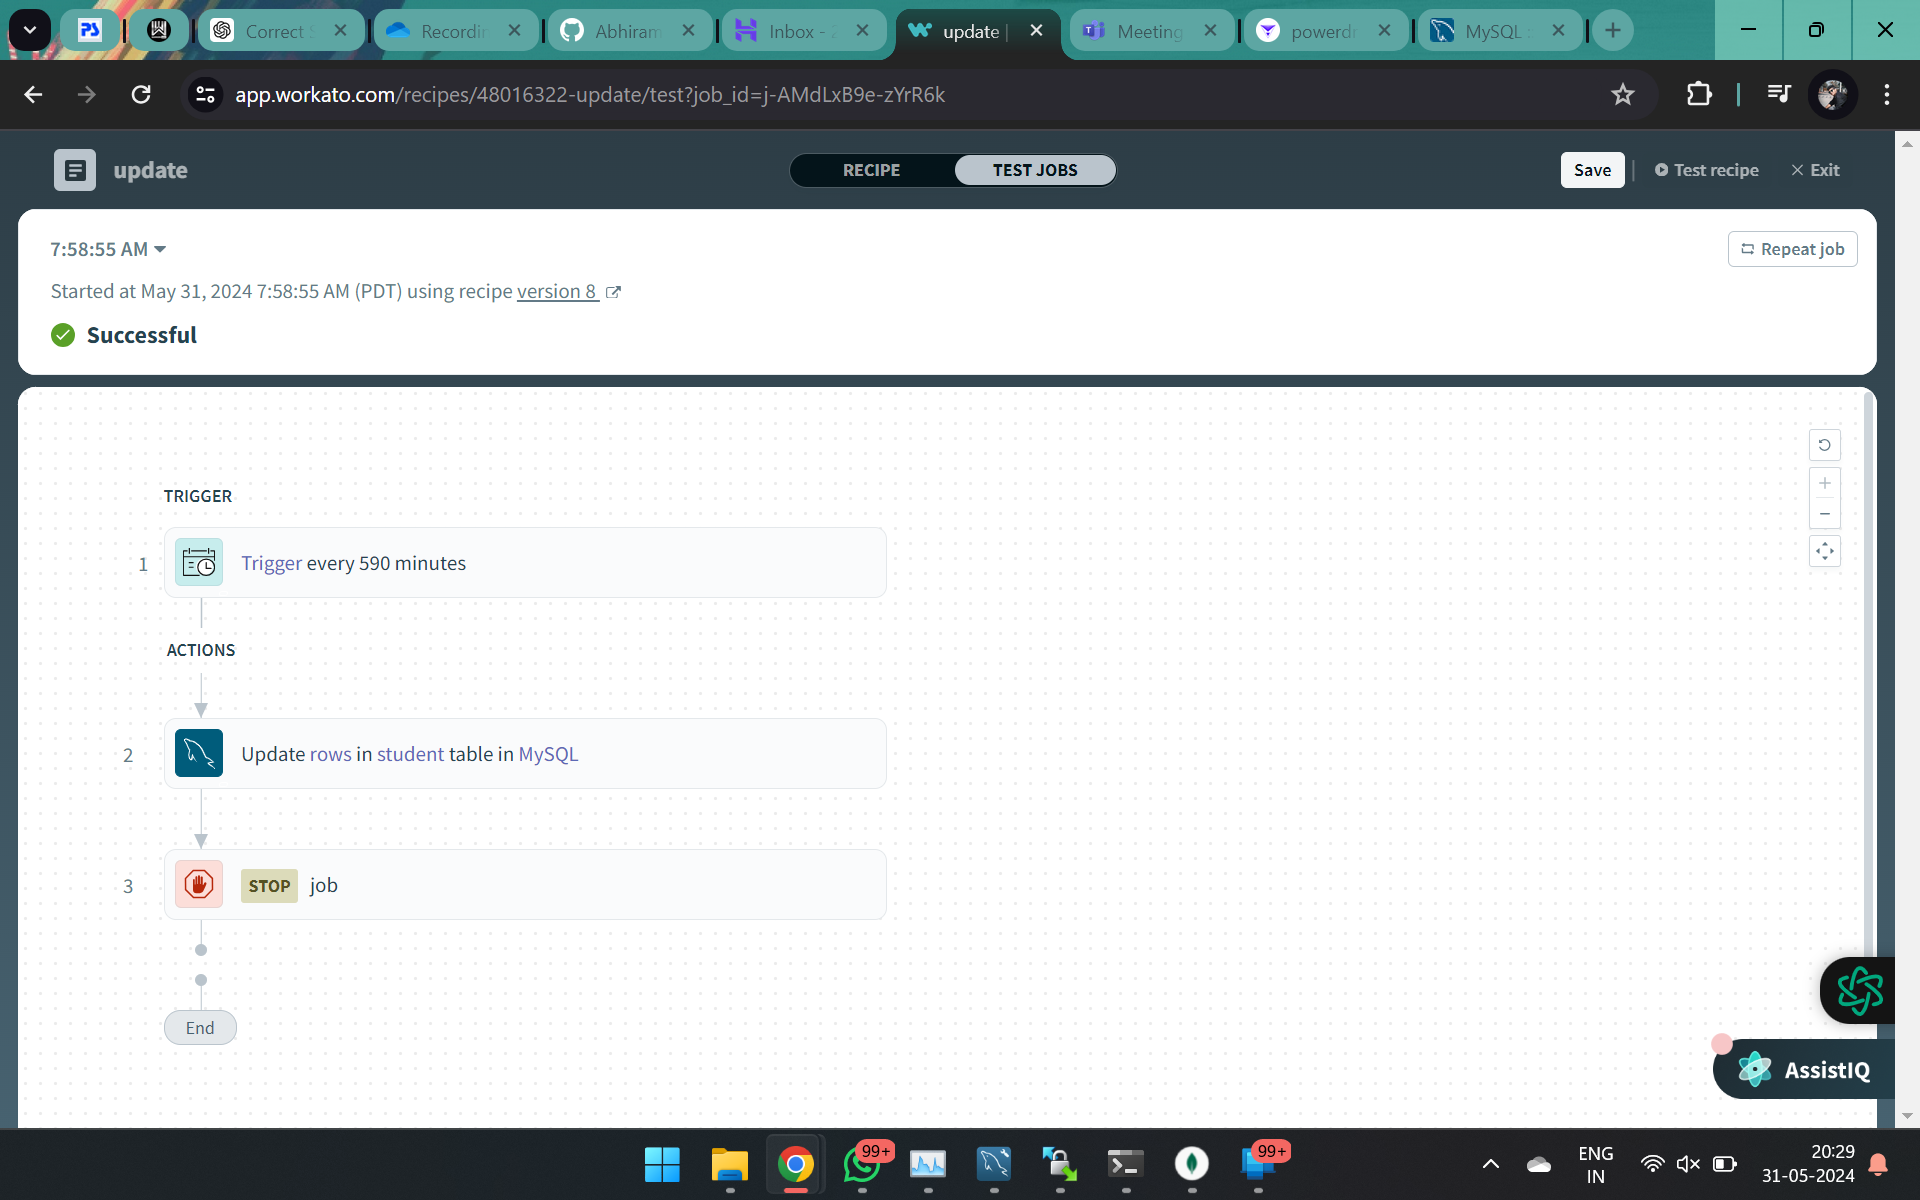 PS
Correct
Recordi
Abhiram
Inbox -
update
Meeting
powerd
MySQL
app.workato.com/recipes/48016322-update/test?job_id=j-AMdLxB9e-zYrR6k
update
RECIPE
TEST JOBS
Save
Test recipe
Exit
7:58:55 AM
Repeat job
Started at May 31, 2024 7:58:55 AM (PDT) using recipe version 8
Successful
TRIGGER
1
Trigger every 590 minutes
ACTIONS
2
Update rows in student table in MySQL
3
STOP job
End
AssistIQ
99+
99+
ENG
IN
20:29
31-05-2024